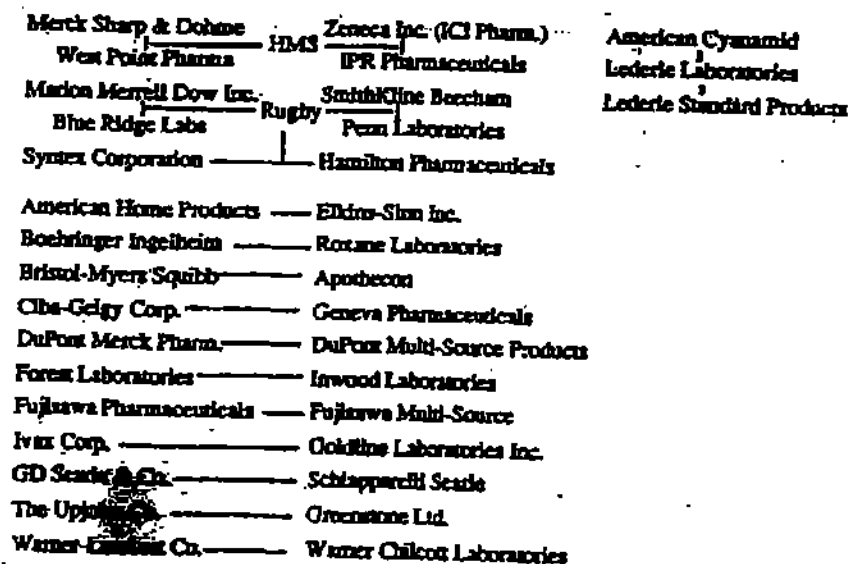 Merck Sharp & Dohme
West Point Pharma
HMS
Zeneca Inc. (ICI Pharm.)
IPR Pharmaceuticals
American Cyanamid
Lederle Laboratories
Lederle Standard Products
Marion Merrell Dow Inc.
Blue Ridge Labs
Rugby
SmithKline Beecham
Penn Laboratories
Syntex Corporation — Hamilton Pharmaceuticals
American Home Products — Elkins-Sinn Inc.
Boehringer Ingelheim — Roxane Laboratories
Bristol-Myers Squibb — Apothecon
Ciba-Geigy Corp. — Geneva Pharmaceuticals
DuPont Merck Pharm. — DuPont Multi-Source Products
Forest Laboratories — Inwood Laboratories
Fujisawa Pharmaceuticals — Fujisawa Multi-Source
Ivax Corp. — Goldline Laboratories Inc.
GD Searle & Co. — Schiapparelli Searle
The Upjohn — Greenstone Ltd.
Warner- Co. — Warner Chilcott Laboratories